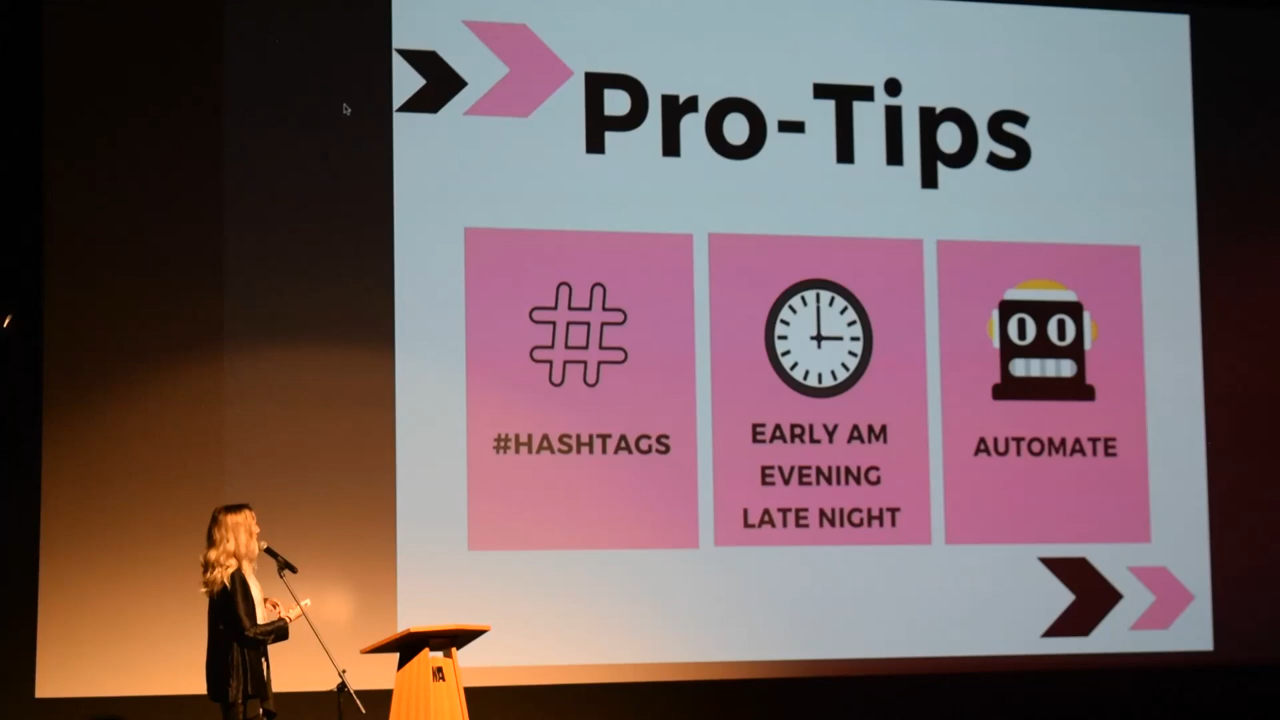 Pro-Tips
#HASHTAGS
EARLY AM
EVENING
LATE NIGHT
AUTOMATE